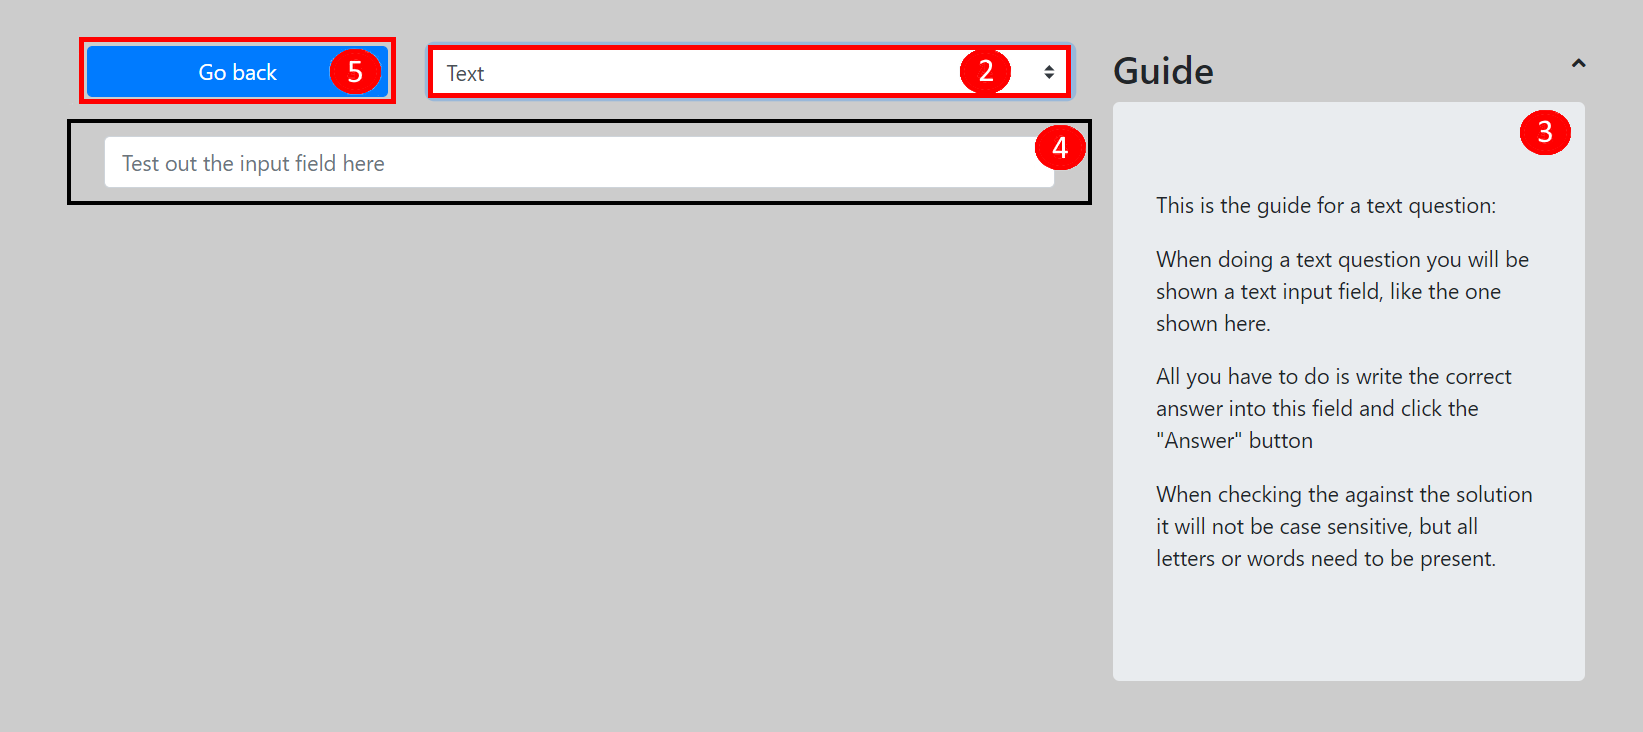 Go back 5
Text 2
Guide
Test out the input field here 4
3
This is the guide for a text question:
When doing a text question you will be
shown a text input field, like the one
shown here.
All you have to do is write the correct
answer into this field and click the
"Answer" button
When checking the against the solution
it will not be case sensitive, but all
letters or words need to be present.